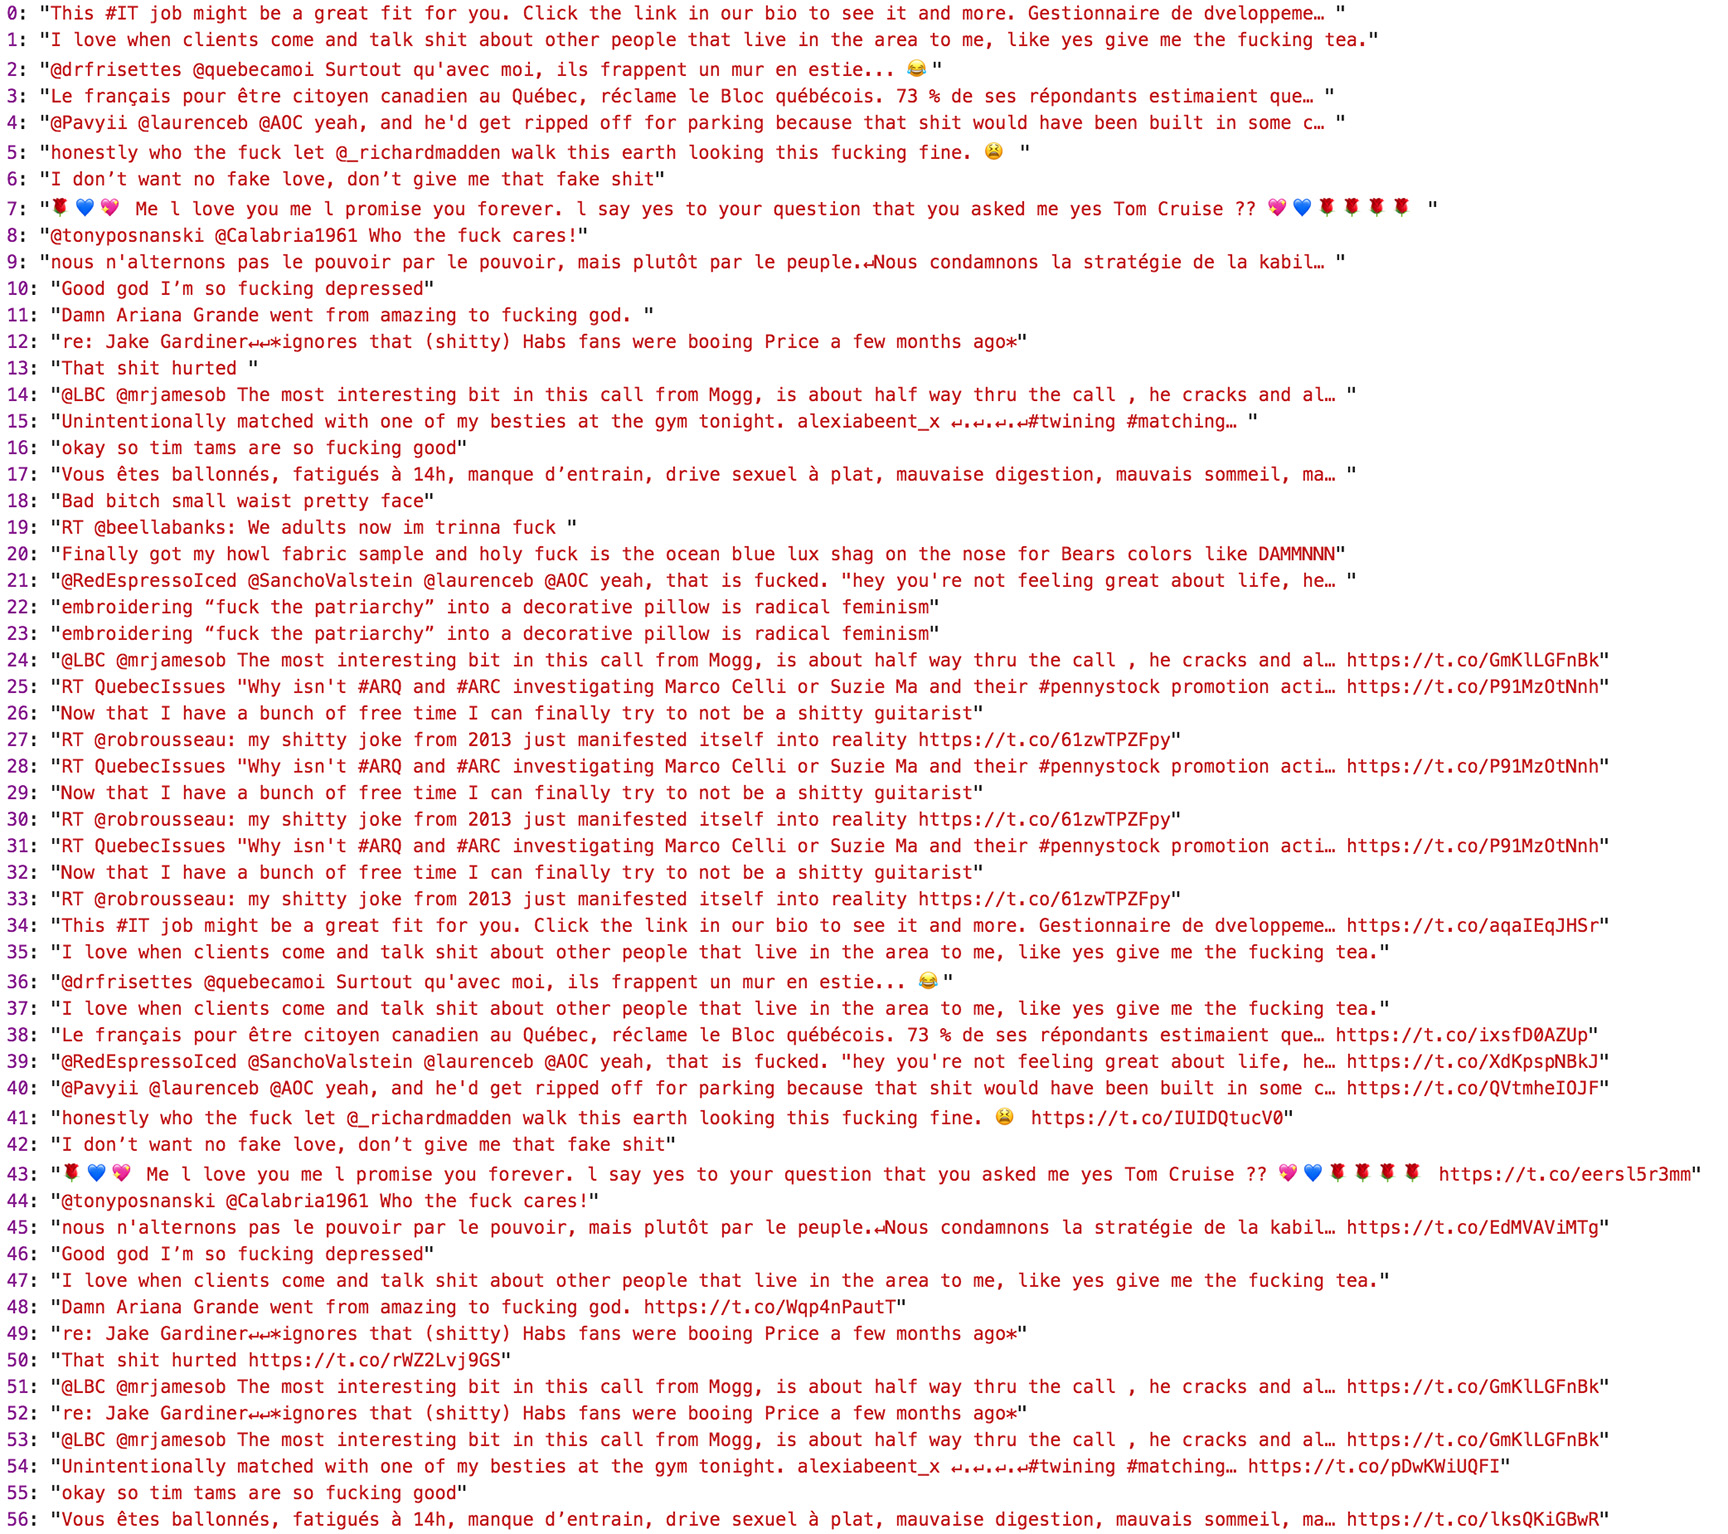 0: "This #IT job might be a great fit for you. Click the link in our bio to see it and more. Gestionnaire de dveloppeme… "
1: "I love when clients come and talk shit about other people that live in the area to me, like yes give me the fucking tea."
2: "@drfrisettes @quebecamoi Surtout qu'avec moi, ils frappent un mur en estie... 😂"
3: "Le français pour être citoyen canadien au Québec, réclame le Bloc québécois. 73 % de ses répondants estimaient que… "
4: "@Pavyii @laurenceb @AOC yeah, and he'd get ripped off for parking because that shit would have been built in some c… "
5: "honestly who the fuck let @_richardmadden walk this earth looking this fucking fine. 😫 "
6: "I don’t want no fake love, don’t give me that fake shit"
7: "🌹💙💖 Me l love you me l promise you forever. l say yes to your question that you asked me yes Tom Cruise ?? 💖💙🌹🌹🌹🌹 "
8: "@tonyposnanski @Calabria1961 Who the fuck cares!"
9: "nous n'alternons pas le pouvoir par le pouvoir, mais plutôt par le peuple.↵Nous condamnons la stratégie de la kabil… "
10: "Good god I’m so fucking depressed"
11: "Damn Ariana Grande went from amazing to fucking god. "
12: "re: Jake Gardiner↵↵*ignores that (shitty) Habs fans were booing Price a few months ago*"
13: "That shit hurted "
14: "@LBC @mrjamesob The most interesting bit in this call from Mogg, is about half way thru the call , he cracks and al… "
15: "Unintentionally matched with one of my besties at the gym tonight. alexiabeent_x ↵.↵.↵.↵#twining #matching… "
16: "okay so tim tams are so fucking good"
17: "Vous êtes ballonnés, fatigués à 14h, manque d’entrain, drive sexuel à plat, mauvaise digestion, mauvais sommeil, ma… "
18: "Bad bitch small waist pretty face"
19: "RT @beellabanks: We adults now im trinna fuck "
20: "Finally got my howl fabric sample and holy fuck is the ocean blue lux shag on the nose for Bears colors like DAMMNNN"
21: "@RedEspressoIced @SanchoValstein @laurenceb @AOC yeah, that is fucked. "hey you're not feeling great about life, he… "
22: "embroidering “fuck the patriarchy” into a decorative pillow is radical feminism"
23: "embroidering “fuck the patriarchy” into a decorative pillow is radical feminism"
24: "@LBC @mrjamesob The most interesting bit in this call from Mogg, is about half way thru the call , he cracks and al… https://t.co/GmKlLGFnBk"
25: "RT QuebecIssues "Why isn't #ARQ and #ARC investigating Marco Celli or Suzie Ma and their #pennystock promotion acti… https://t.co/P91MzOtNnh"
26: "Now that I have a bunch of free time I can finally try to not be a shitty guitarist"
27: "RT @robrousseau: my shitty joke from 2013 just manifested itself into reality https://t.co/61zwTPZFpy"
28: "RT QuebecIssues "Why isn't #ARQ and #ARC investigating Marco Celli or Suzie Ma and their #pennystock promotion acti… https://t.co/P91MzOtNnh"
29: "Now that I have a bunch of free time I can finally try to not be a shitty guitarist"
30: "RT @robrousseau: my shitty joke from 2013 just manifested itself into reality https://t.co/61zwTPZFpy"
31: "RT QuebecIssues "Why isn't #ARQ and #ARC investigating Marco Celli or Suzie Ma and their #pennystock promotion acti… https://t.co/P91MzOtNnh"
32: "Now that I have a bunch of free time I can finally try to not be a shitty guitarist"
33: "RT @robrousseau: my shitty joke from 2013 just manifested itself into reality https://t.co/61zwTPZFpy"
34: "This #IT job might be a great fit for you. Click the link in our bio to see it and more. Gestionnaire de dveloppeme… https://t.co/aqaIEqJHSr"
35: "I love when clients come and talk shit about other people that live in the area to me, like yes give me the fucking tea."
36: "@drfrisettes @quebecamoi Surtout qu'avec moi, ils frappent un mur en estie... 😂"
37: "I love when clients come and talk shit about other people that live in the area to me, like yes give me the fucking tea."
38: "Le français pour être citoyen canadien au Québec, réclame le Bloc québécois. 73 % de ses répondants estimaient que… https://t.co/ixsfD0AZUp"
39: "@RedEspressoIced @SanchoValstein @laurenceb @AOC yeah, that is fucked. "hey you're not feeling great about life, he… https://t.co/XdKpspNBkJ"
40: "@Pavyii @laurenceb @AOC yeah, and he'd get ripped off for parking because that shit would have been built in some c… https://t.co/QVtmheIOJF"
41: "honestly who the fuck let @_richardmadden walk this earth looking this fucking fine. 😫 https://t.co/IUIDQtucV0"
42: "I don’t want no fake love, don’t give me that fake shit"
43: "🌹💙💖 Me l love you me l promise you forever. l say yes to your question that you asked me yes Tom Cruise ?? 💖💙🌹🌹🌹🌹 https://t.co/eersl5r3mm"
44: "@tonyposnanski @Calabria1961 Who the fuck cares!"
45: "nous n'alternons pas le pouvoir par le pouvoir, mais plutôt par le peuple.↵Nous condamnons la stratégie de la kabil… https://t.co/EdMVAViMTg"
46: "Good god I’m so fucking depressed"
47: "I love when clients come and talk shit about other people that live in the area to me, like yes give me the fucking tea."
48: "Damn Ariana Grande went from amazing to fucking god. https://t.co/Wqp4nPautT"
49: "re: Jake Gardiner↵↵*ignores that (shitty) Habs fans were booing Price a few months ago*"
50: "That shit hurted https://t.co/rWZ2Lvj9GS"
51: "@LBC @mrjamesob The most interesting bit in this call from Mogg, is about half way thru the call , he cracks and al… https://t.co/GmKlLGFnBk"
52: "re: Jake Gardiner↵↵*ignores that (shitty) Habs fans were booing Price a few months ago*"
53: "@LBC @mrjamesob The most interesting bit in this call from Mogg, is about half way thru the call , he cracks and al… https://t.co/GmKlLGFnBk"
54: "Unintentionally matched with one of my besties at the gym tonight. alexiabeent_x ↵.↵.↵.↵#twining #matching… https://t.co/pDwKWiUQFI"
55: "okay so tim tams are so fucking good"
56: "Vous êtes ballonnés, fatigués à 14h, manque d’entrain, drive sexuel à plat, mauvaise digestion, mauvais sommeil, ma… https://t.co/lksQKiGBwR"